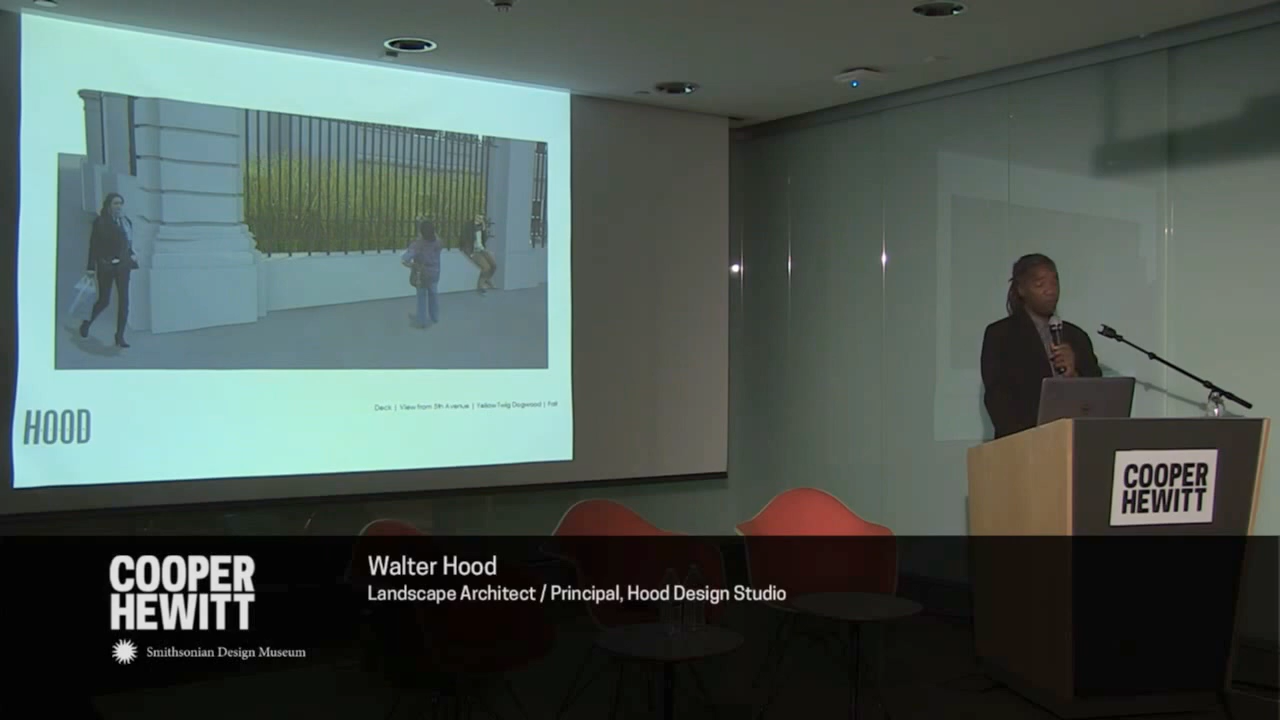 HOOD
Deck | View from 5th Avenue | Yellow-Twig Dogwood | Fall
COOPER
HEWITT
COOPER
HEWITT
Smithsonian Design Museum
Walter Hood
Landscape Architect / Principal, Hood Design Studio